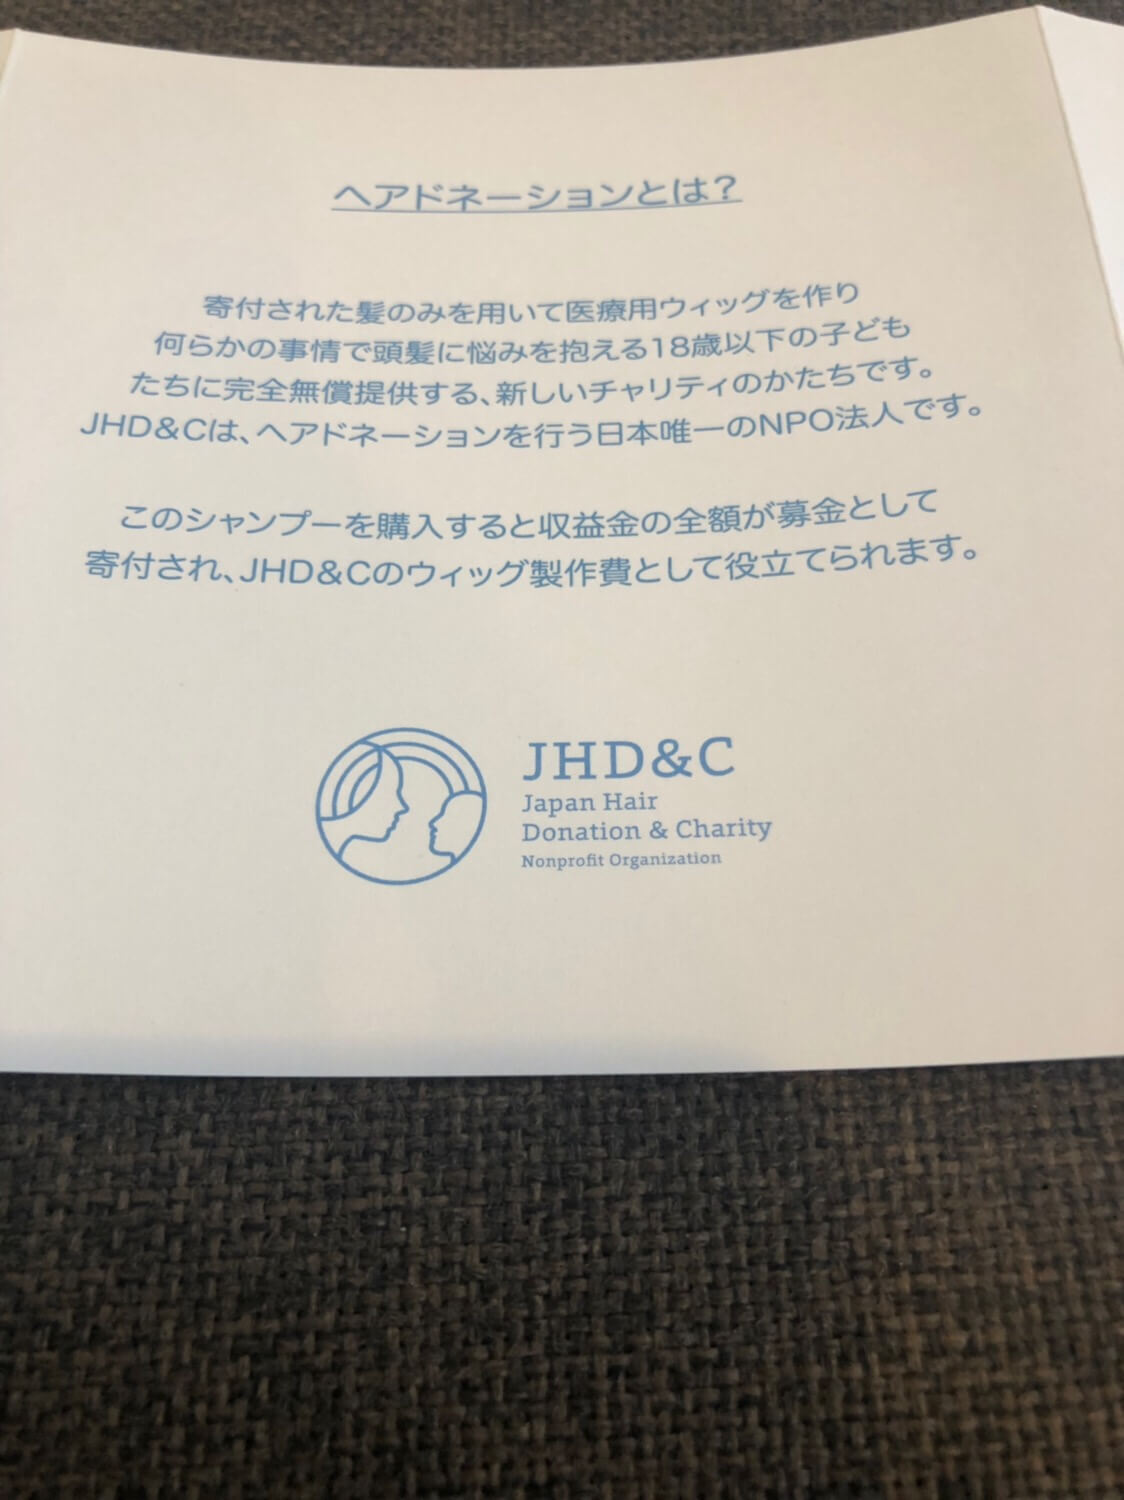 ヘアドネーションとは？
寄付された髪のみを用いて医療用ウィッグを作り
何らかの事情で頭髪に悩みを抱える18歳以下の子ども
たちに完全無償提供する、新しいチャリティのかたちです。
JHD&Cは、ヘアドネーションを行う日本唯一のNPO法人です。
このシャンプーを購入すると収益金の全額が募金として
寄付され、JHD&Cのウィッグ製作費として役立てられます。
JHD&C
Japan Hair
Donation & Charity
Nonprofit Organization